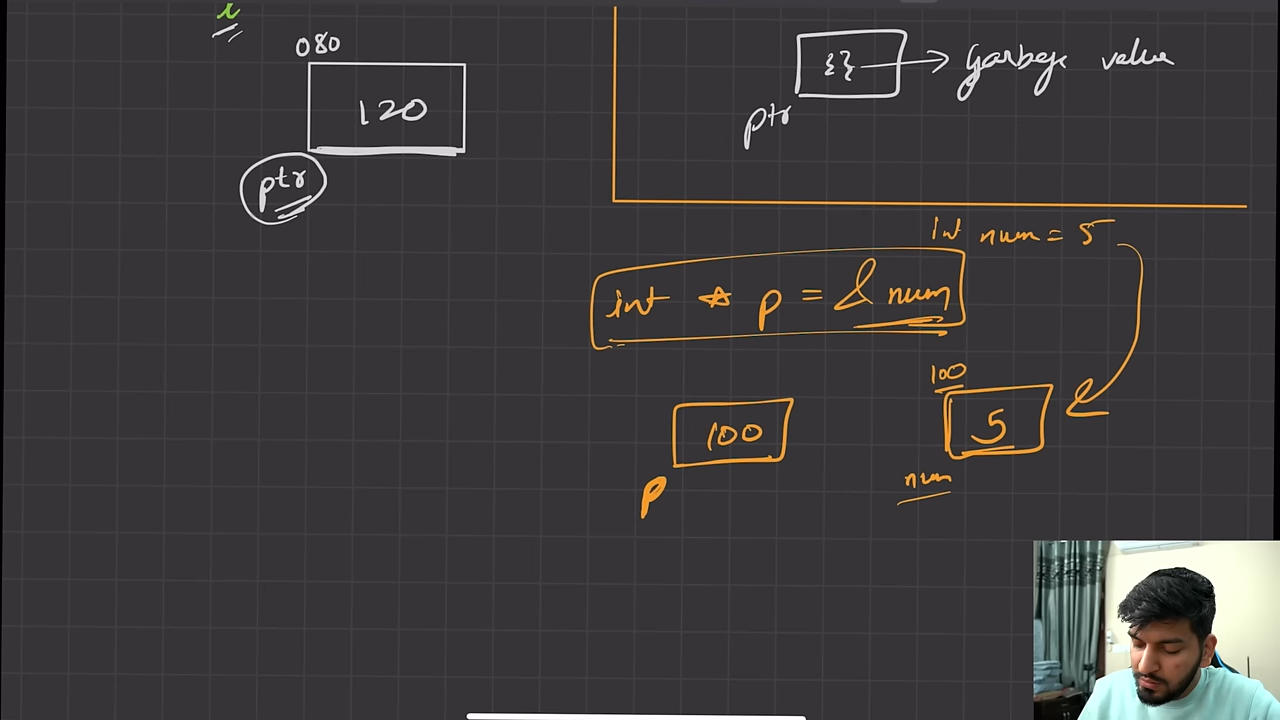 i
080
120
ptr
{} → garbage value
ptr
int num = 5
int * p = & num
100
100
5
p
num